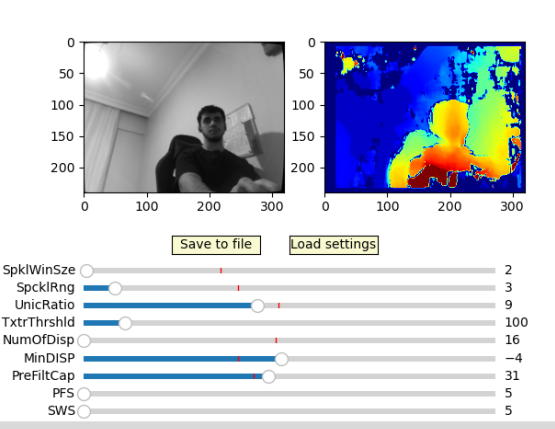 0
50
100
150
200
0 100 200 300
0
50
100
150
200
0 100 200 300
Save to file Load settings
SpklWinSze 2
SpcklRng 3
UnicRatio 9
TxtrThrshld 100
NumOfDisp 16
MinDISP −4
PreFiltCap 31
PFS 5
SWS 5